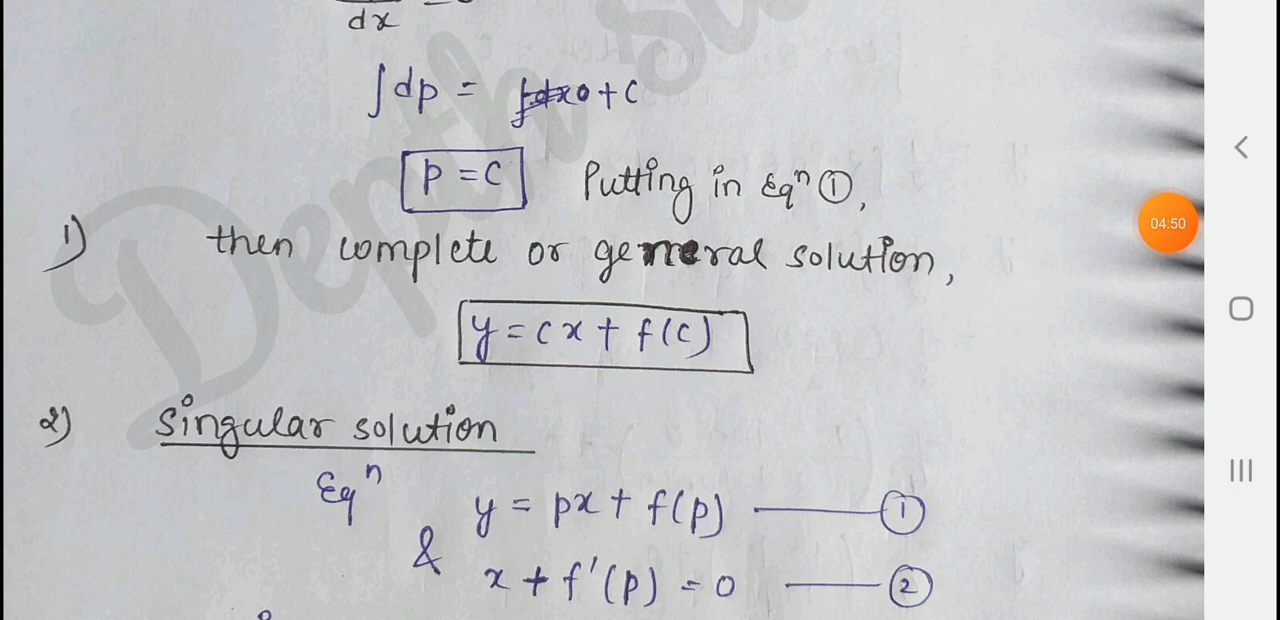 dx
∫dp = ∫dx0 + C
p = c Putting in Eqⁿ ①,
1) then complete or general solution,
y = cx + f(c)
2) singular solution
Eqⁿ y = px + f(p) ——— ①
& x + f'(p) = 0 ——— ②
04:50